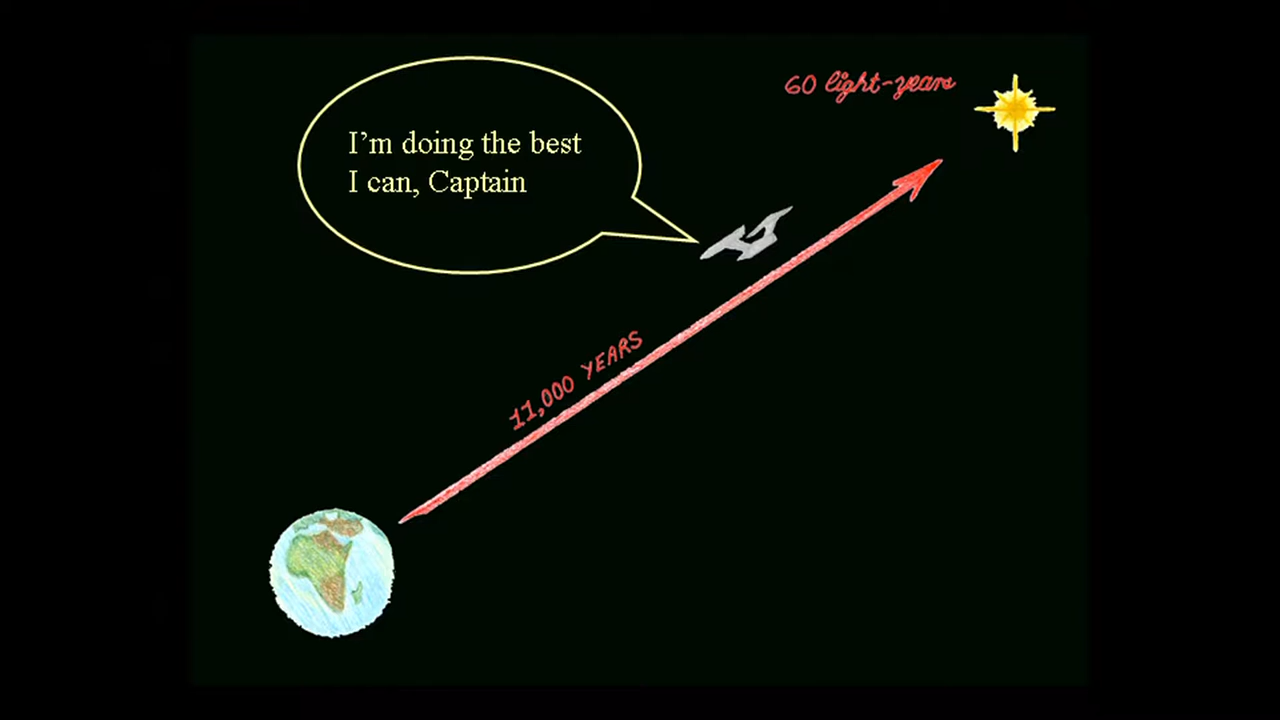 60 light-years
I'm doing the best
I can, Captain
11,000 YEARS